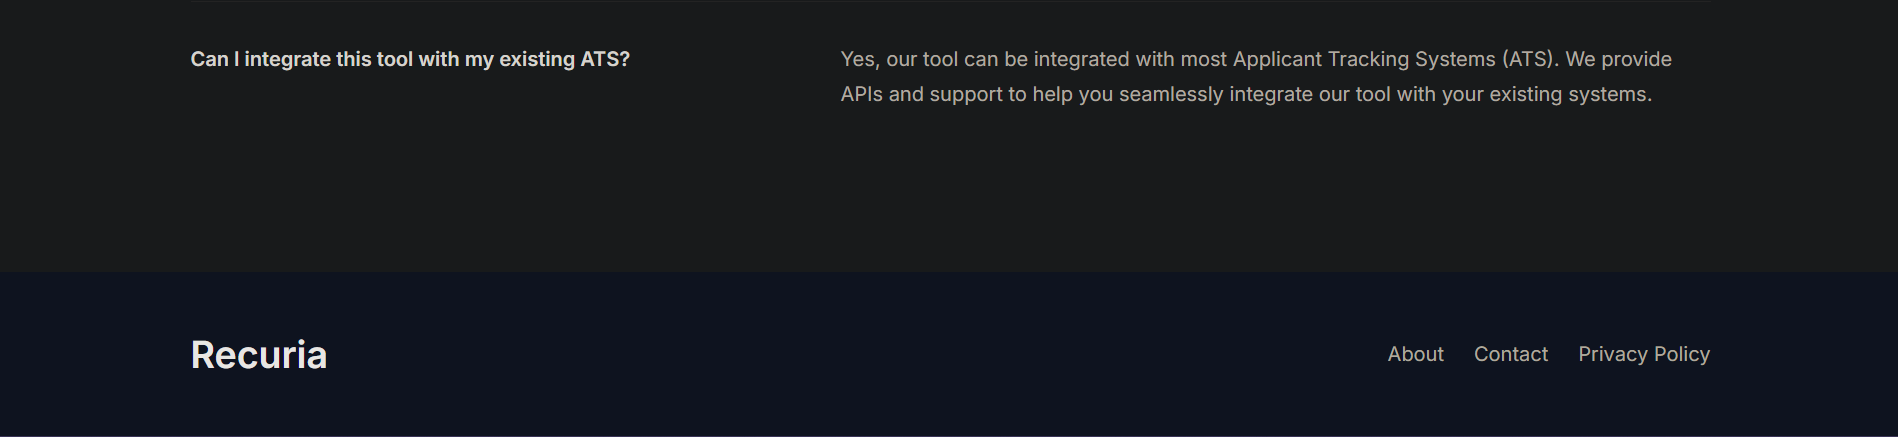 Can I integrate this tool with my existing ATS?
Yes, our tool can be integrated with most Applicant Tracking Systems (ATS). We provide
APIs and support to help you seamlessly integrate our tool with your existing systems.
Recuria
About
Contact
Privacy Policy